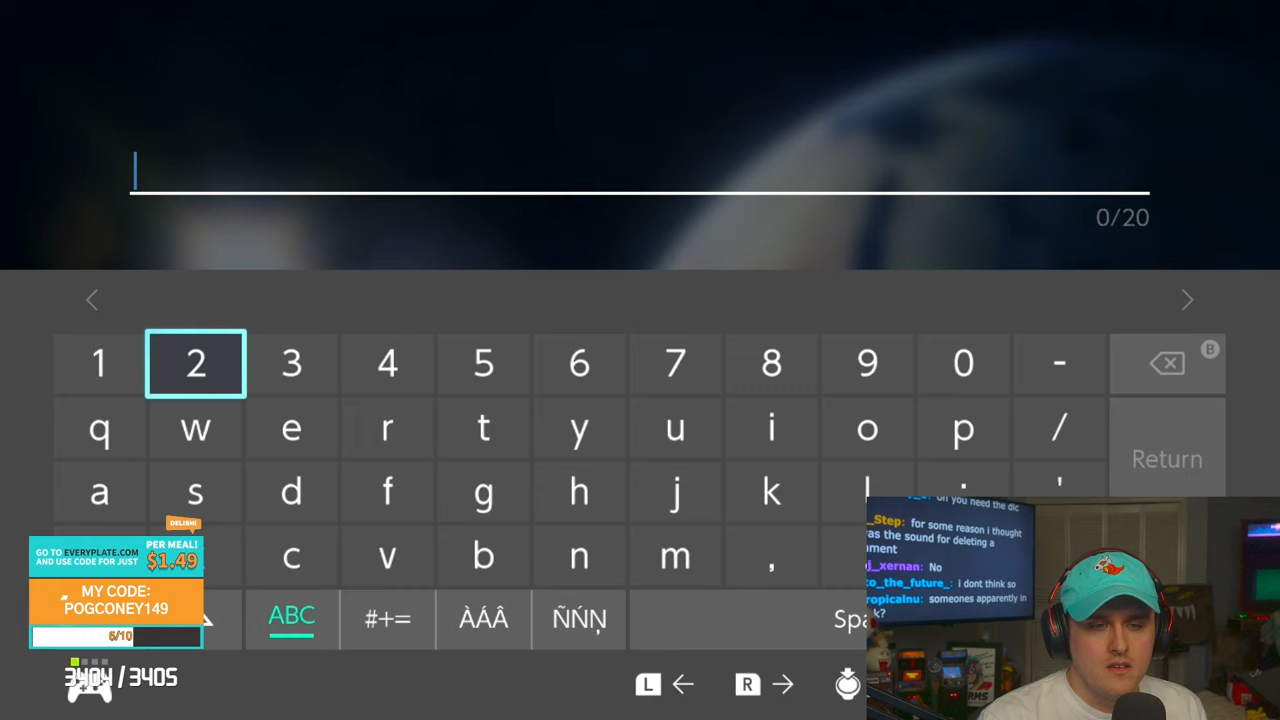 0/20
1 2 3 4 5 6 7 8 9 0 -
B
q w e r t y u i o p /
Return
a s d f g h j k '
c v b n m ,
ABC #+= ÀÁÂ ÑŃŅ Spa
L ← R →
DELISH!
GO TO EVERYPLATE.COM
AND USE CODE FOR JUST
PER MEAL!
$1.49
MY CODE:
POGCONEY149
6/10
3404 / 3405
you need the dlc
_Step: for some reason i thought
as the sound for deleting a
ment
j_xernan: No
to_the_future_: i dont think so
ropicalnu: someones apparently in
k?